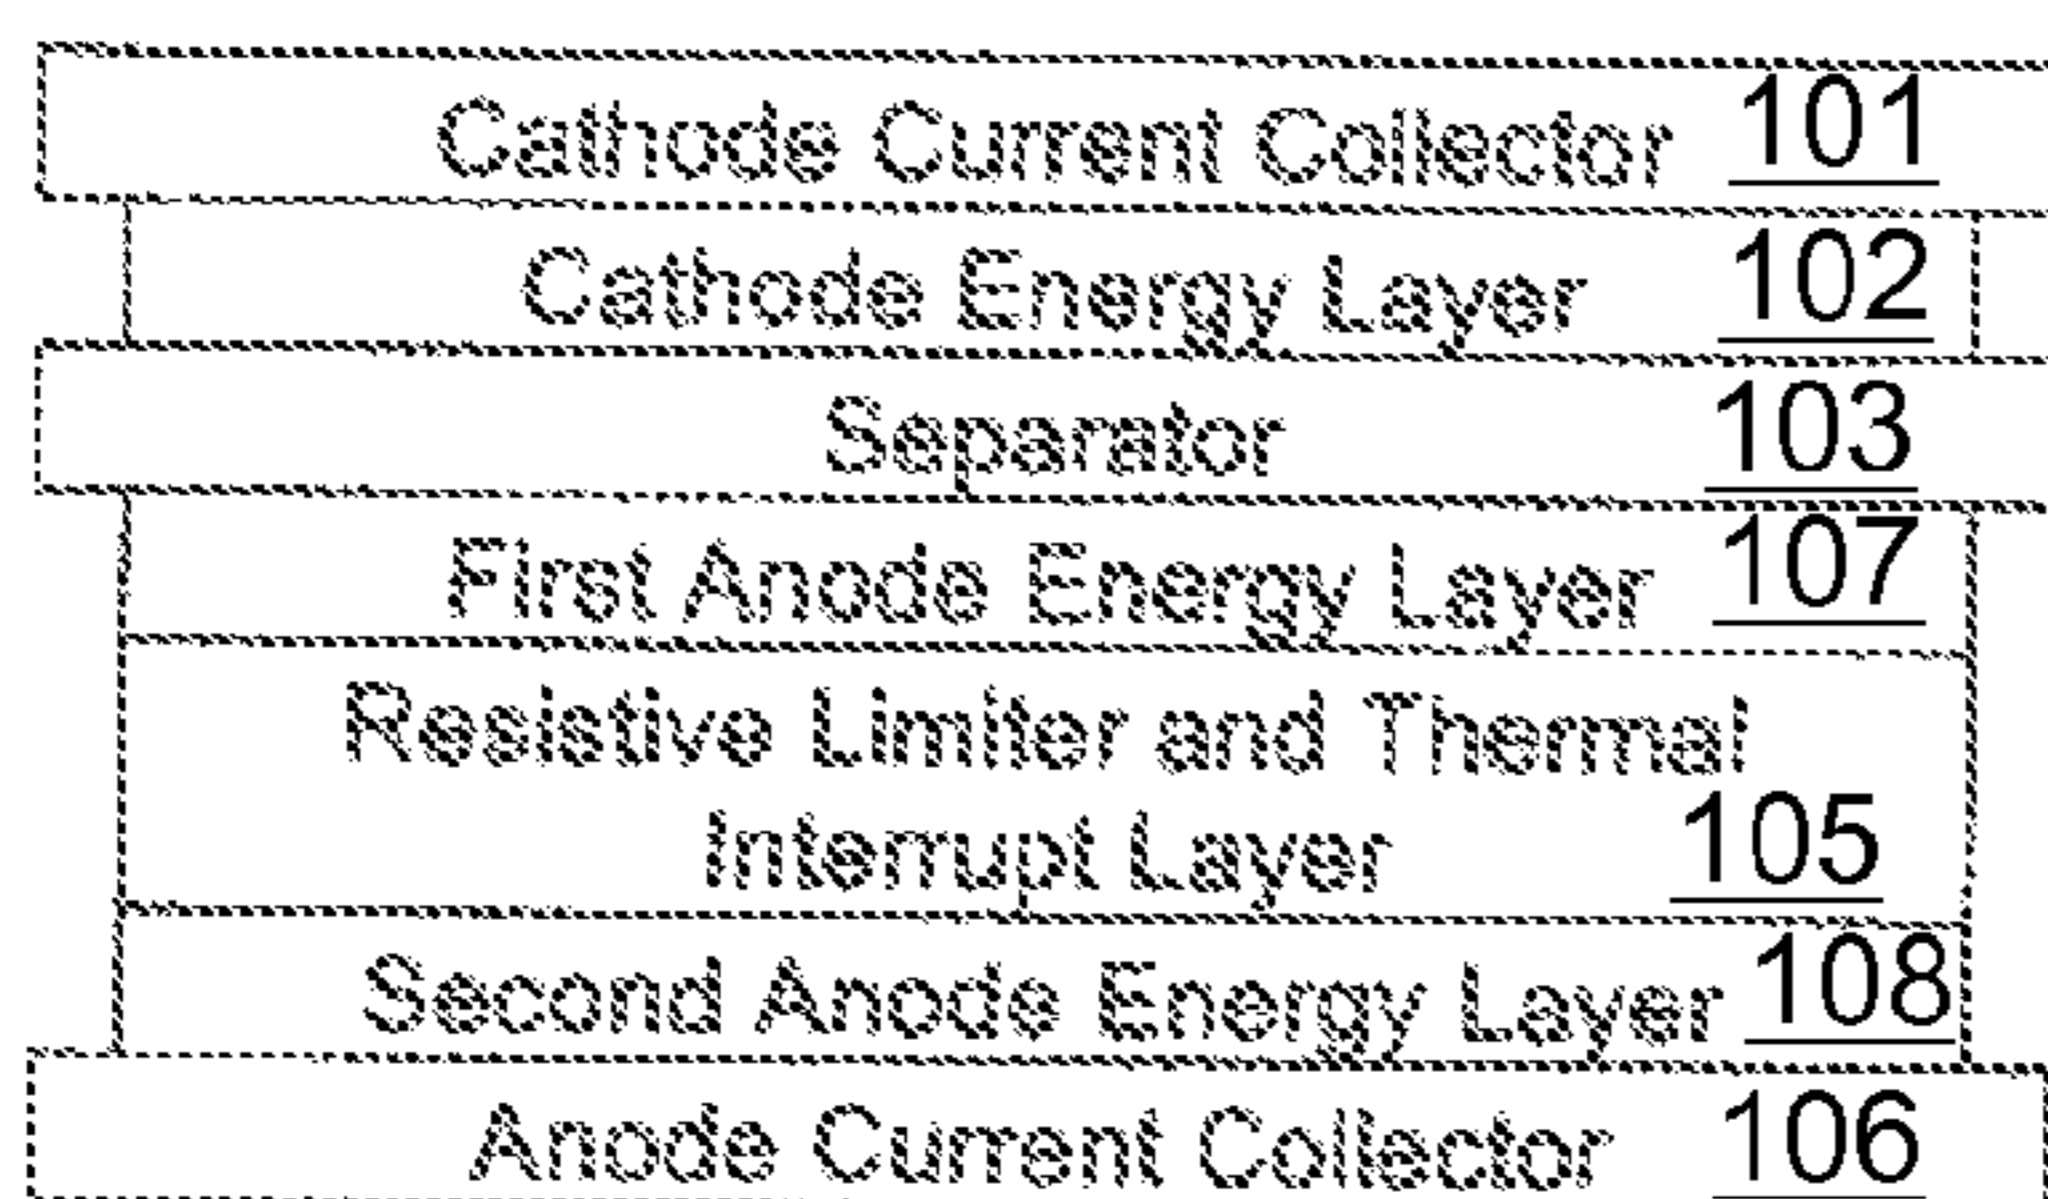 Cathode Current Collector 101
Cathode Energy Layer 102
Separator 103
First Anode Energy Layer 107
Resistive Limiter and Thermal
Interrupt Layer 105
Second Anode Energy Layer 108
Anode Current Collector 106